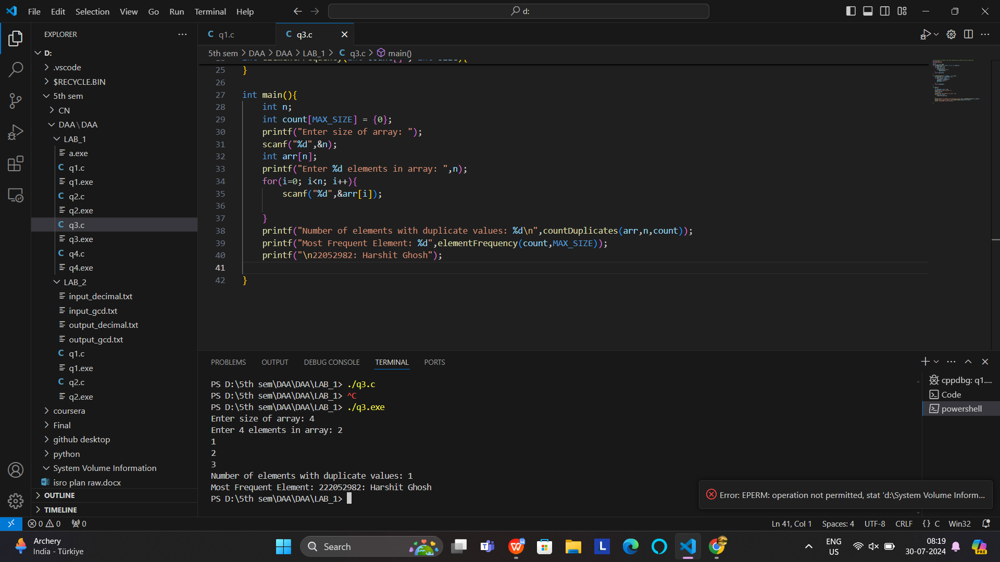 File Edit Selection View Go Run Terminal Help
d:
EXPLORER
D:
.vscode
$RECYCLE.BIN
5th sem
CN
DAA \ DAA
LAB_1
a.exe
q1.c
q1.exe
q2.c
q2.exe
q3.c
q3.exe
q4.c
q4.exe
LAB_2
input_decimal.txt
input_gcd.txt
output_decimal.txt
output_gcd.txt
q1.c
q1.exe
q2.c
q2.exe
coursera
Final
github desktop
python
System Volume Information
isro plan raw.docx
OUTLINE
TIMELINE
C q1.c
C q3.c
5th sem > DAA > DAA > LAB_1 > C q3.c > main()
25 }
26
27 int main(){
28 int n;
29 int count[MAX_SIZE] = {0};
30 printf("Enter size of array: ");
31 scanf("%d",&n);
32 int arr[n];
33 printf("Enter %d elements in array: ",n);
34 for(i=0; i<n; i++){
35 scanf("%d",&arr[i]);
36
37 }
38 printf("Number of elements with duplicate values: %d\n",countDuplicates(arr,n,count));
39 printf("Most Frequent Element: %d",elementFrequency(count,MAX_SIZE));
40 printf("\n22052982: Harshit Ghosh");
41
42 }
PROBLEMS OUTPUT DEBUG CONSOLE TERMINAL PORTS
PS D:\5th sem\DAA\DAA\LAB_1> ./q3.c
PS D:\5th sem\DAA\DAA\LAB_1> ^C
PS D:\5th sem\DAA\DAA\LAB_1> ./q3.exe
Enter size of array: 4
Enter 4 elements in array: 2
1
2
3
Number of elements with duplicate values: 1
Most Frequent Element: 222052982: Harshit Ghosh
PS D:\5th sem\DAA\DAA\LAB_1>
cppdbg: q1....
Code
powershell
Error: EPERM: operation not permitted, stat 'd:\System Volume Inform...
0 0 0
Ln 41, Col 1 Spaces: 4 UTF-8 CRLF {} C Win32
Archery
India - Türkiye
Search
ENG
US
08:19
30-07-2024
PRE